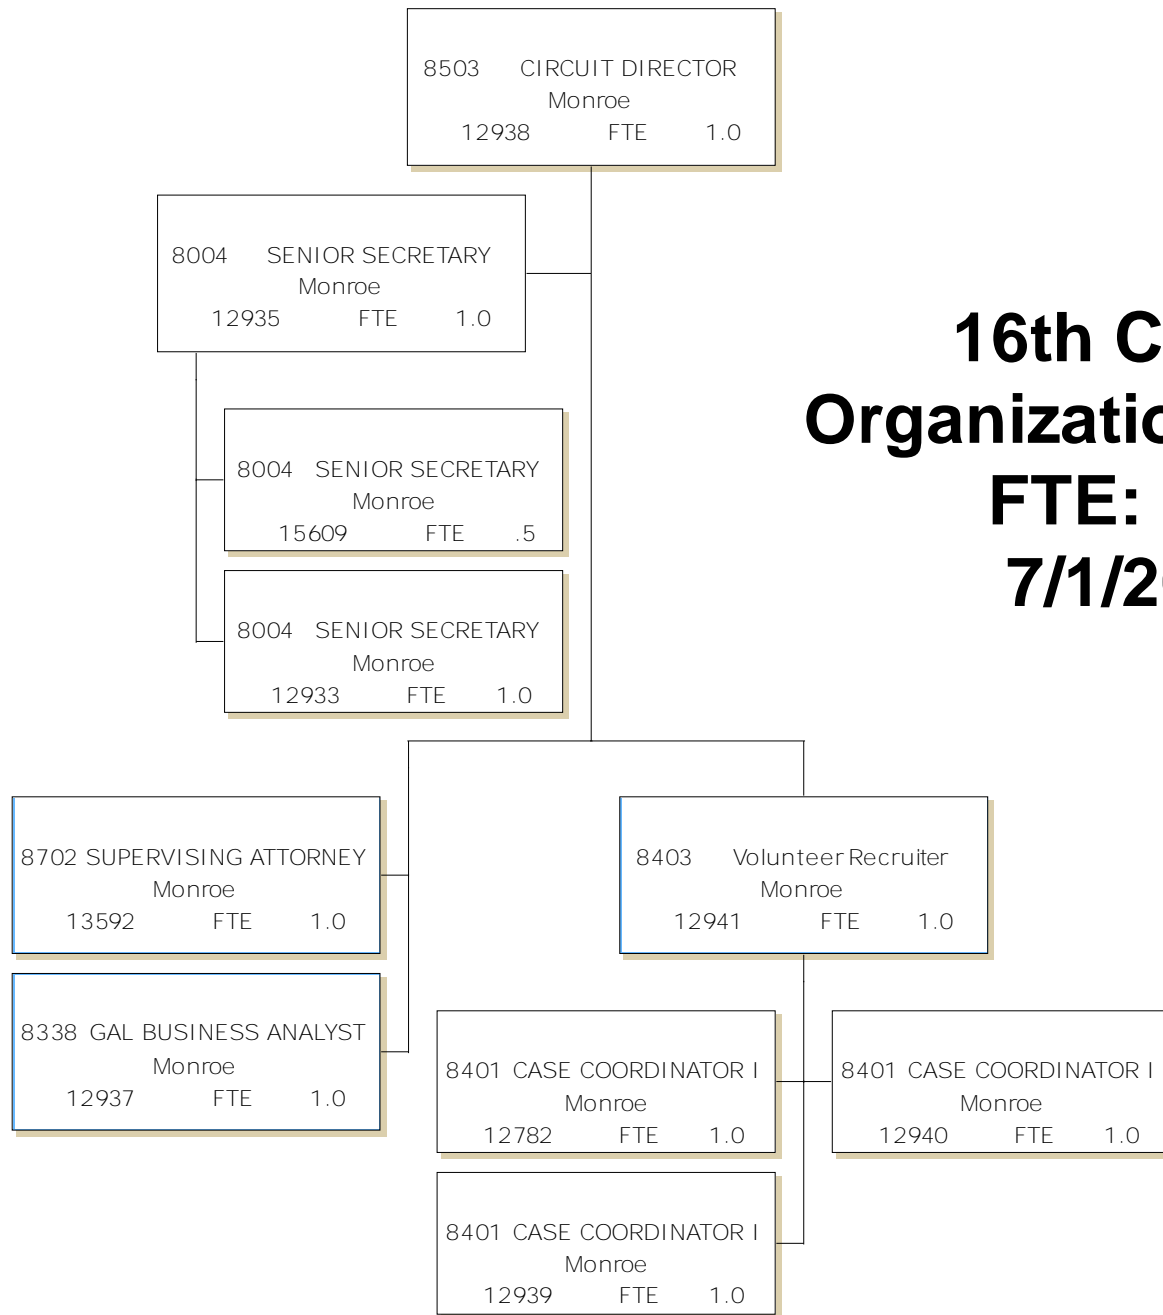 8503 CIRCUIT DIRECTOR
Monroe
12938 FTE 1.0
8004 SENIOR SECRETARY
Monroe
12935 FTE 1.0
8004 SENIOR SECRETARY
Monroe
15609 FTE .5
8004 SENIOR SECRETARY
Monroe
12933 FTE 1.0
16th C
Organizatio
FTE:
7/1/2
8702 SUPERVISING ATTORNEY
Monroe
13592 FTE 1.0
8403 Volunteer Recruiter
Monroe
12941 FTE 1.0
8338 GAL BUSINESS ANALYST
Monroe
12937 FTE 1.0
8401 CASE COORDINATOR I
Monroe
12782 FTE 1.0
8401 CASE COORDINATOR I
Monroe
12940 FTE 1.0
8401 CASE COORDINATOR I
Monroe
12939 FTE 1.0